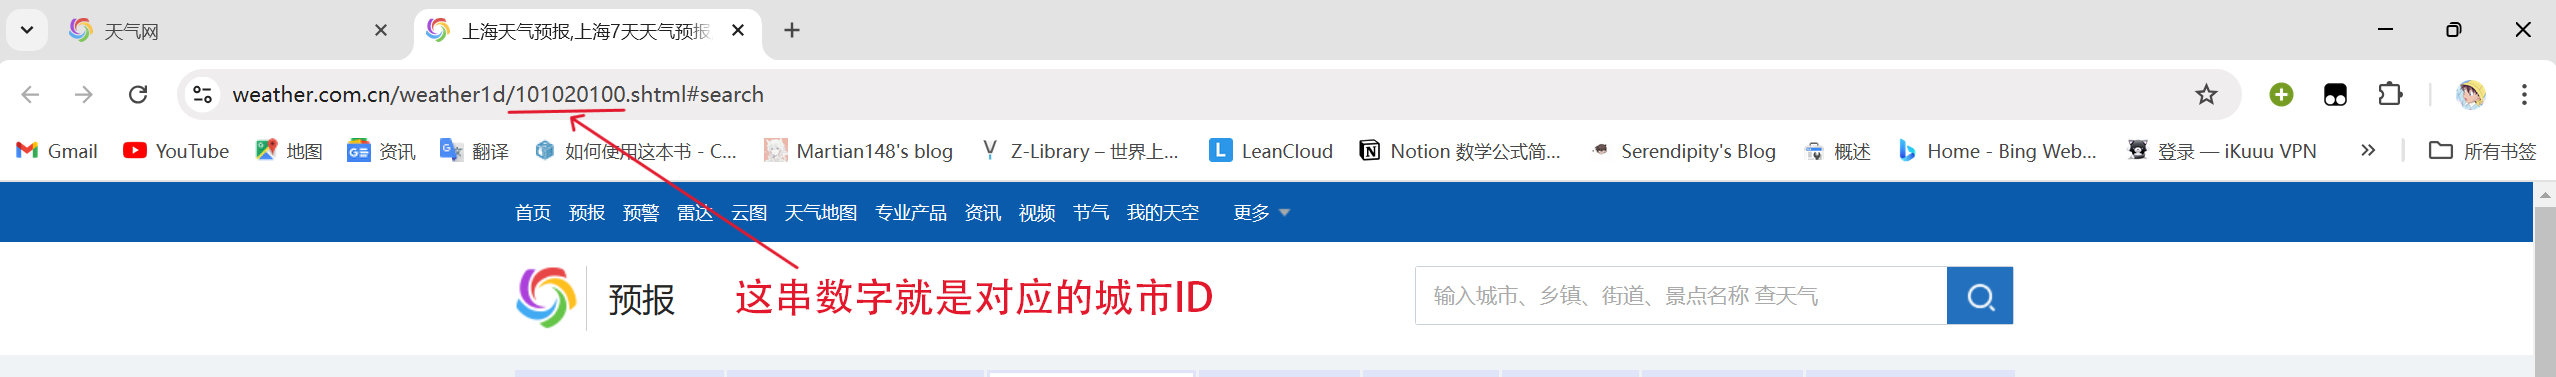 天气网
上海天气预报,上海7天天气预报
weather.com.cn/weather1d/101020100.shtml#search
Gmail YouTube 地图 资讯 翻译 如何使用这本书 - C... Martian148's blog Z-Library – 世界上... LeanCloud Notion 数学公式简... Serendipity's Blog 概述 Home - Bing Web... 登录 — iKuuu VPN » 所有书签
首页 预报 预警 雷达 云图 天气地图 专业产品 资讯 视频 节气 我的天空 更多
预报 这串数字就是对应的城市ID 输入城市、乡镇、街道、景点名称 查天气